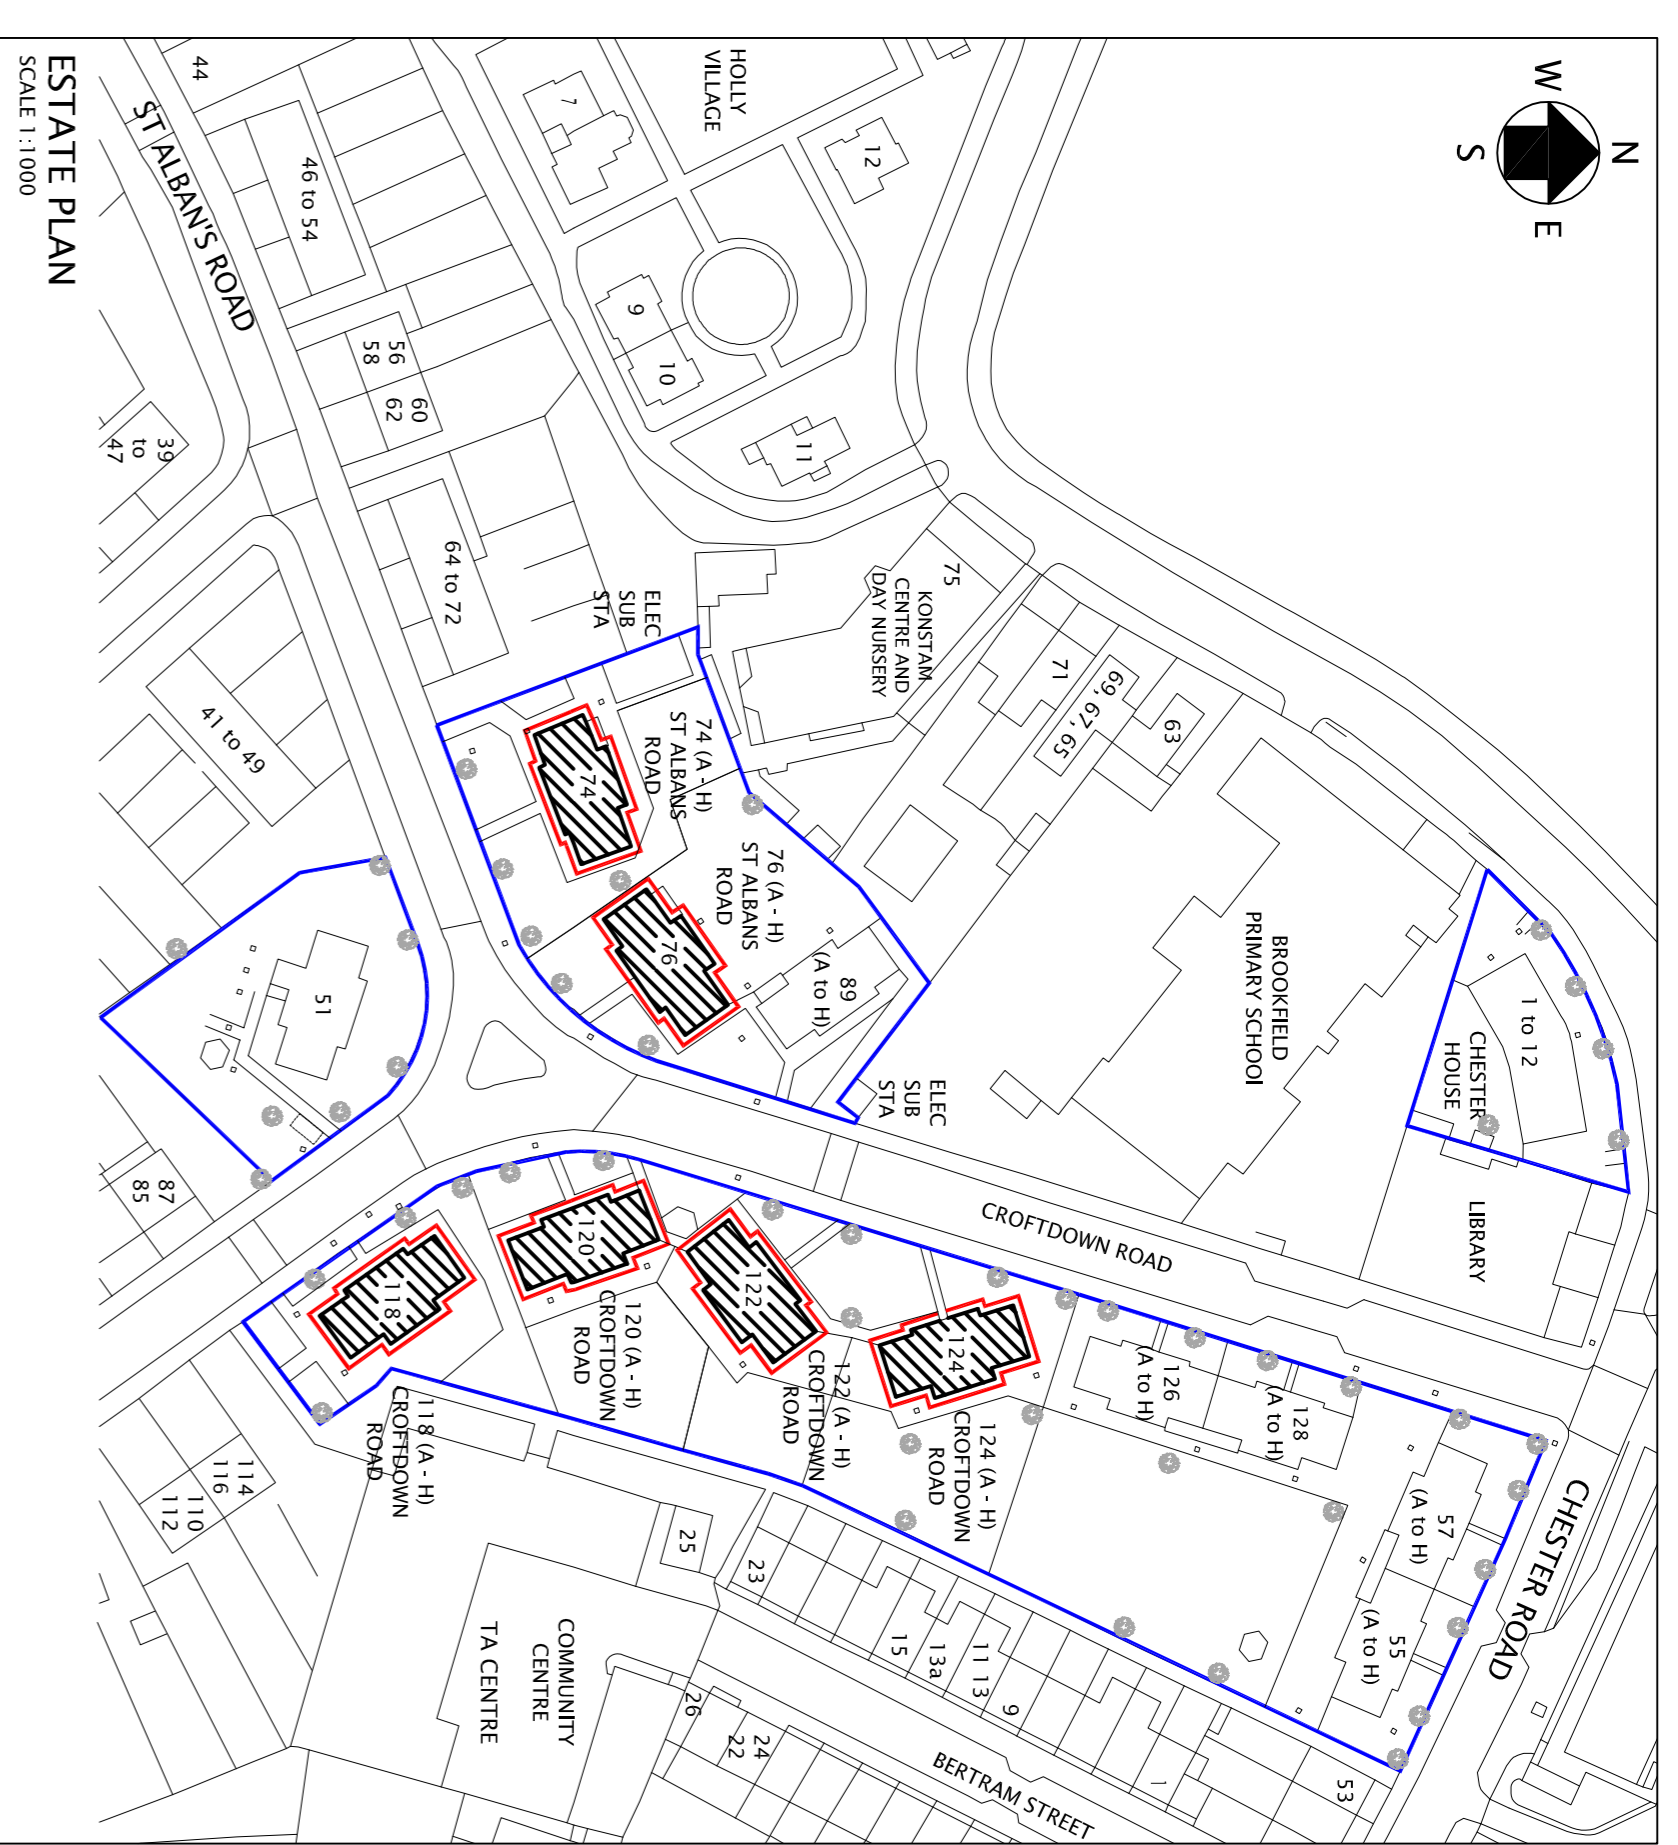 ESTATE PLAN
SCALE 1:1000
N
W
E
S
HOLLY
VILLAGE
7
12
9
10
11
44
46 to 54
ST ALBAN'S ROAD
56
58
60
62
64 to 72
39
to
47
41 to 49
ELEC
SUB
STA
75
KONSTAM
CENTRE AND
DAY NURSERY
71
69, 67, 65
63
BROOKFIELD
PRIMARY SCHOOL
1 to 12
CHESTER
HOUSE
LIBRARY
74 (A - H)
ST ALBANS
ROAD
74
76 (A - H)
ST ALBANS
ROAD
76
89
(A to H)
ELEC
SUB
STA
51
87
85
CROFTDOWN ROAD
118
118 (A - H)
CROFTDOWN
ROAD
120
120 (A - H)
CROFTDOWN
ROAD
122
122 (A - H)
CROFTDOWN
ROAD
124
124 (A - H)
CROFTDOWN
ROAD
126
(A to H)
128
(A to H)
57
(A to H)
55
(A to H)
CHESTER ROAD
114
116
110
112
25
23
15
13a
11 13
9
1
53
COMMUNITY
CENTRE
TA CENTRE
26
24
22
BERTRAM STREET